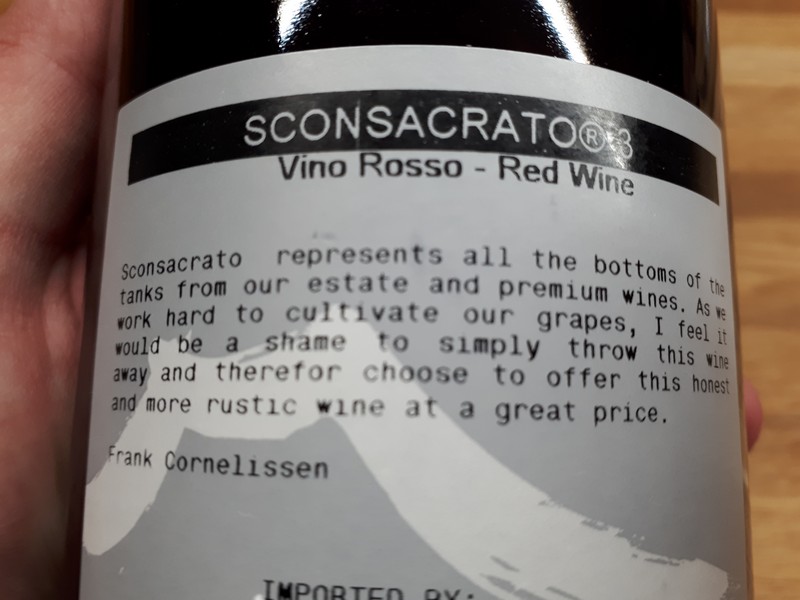 SCONSACRATO® 3
Vino Rosso - Red Wine
Sconsacrato represents all the bottoms of the
tanks from our estate and premium wines. As we
work hard to cultivate our grapes, I feel it
would be a shame to simply throw this wine
away and therefor choose to offer this honest
and more rustic wine at a great price.
Frank Cornelissen
IMPORTED BY: